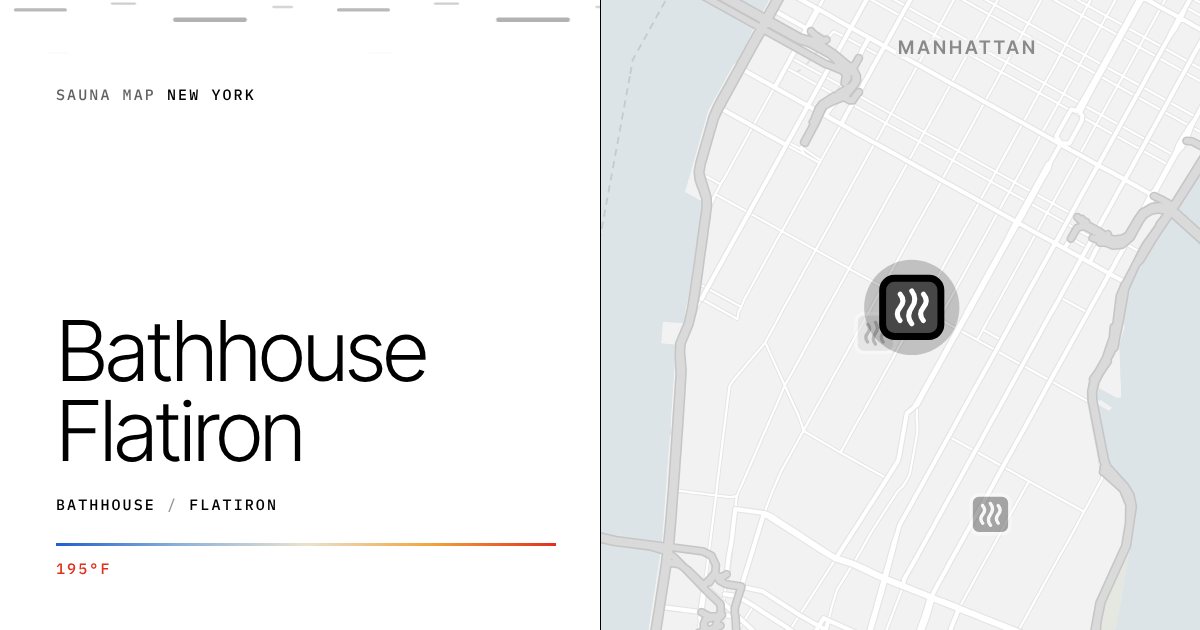 SAUNA MAP NEW YORK
Bathhouse
Flatiron
BATHHOUSE / FLATIRON
195°F
MANHATTAN